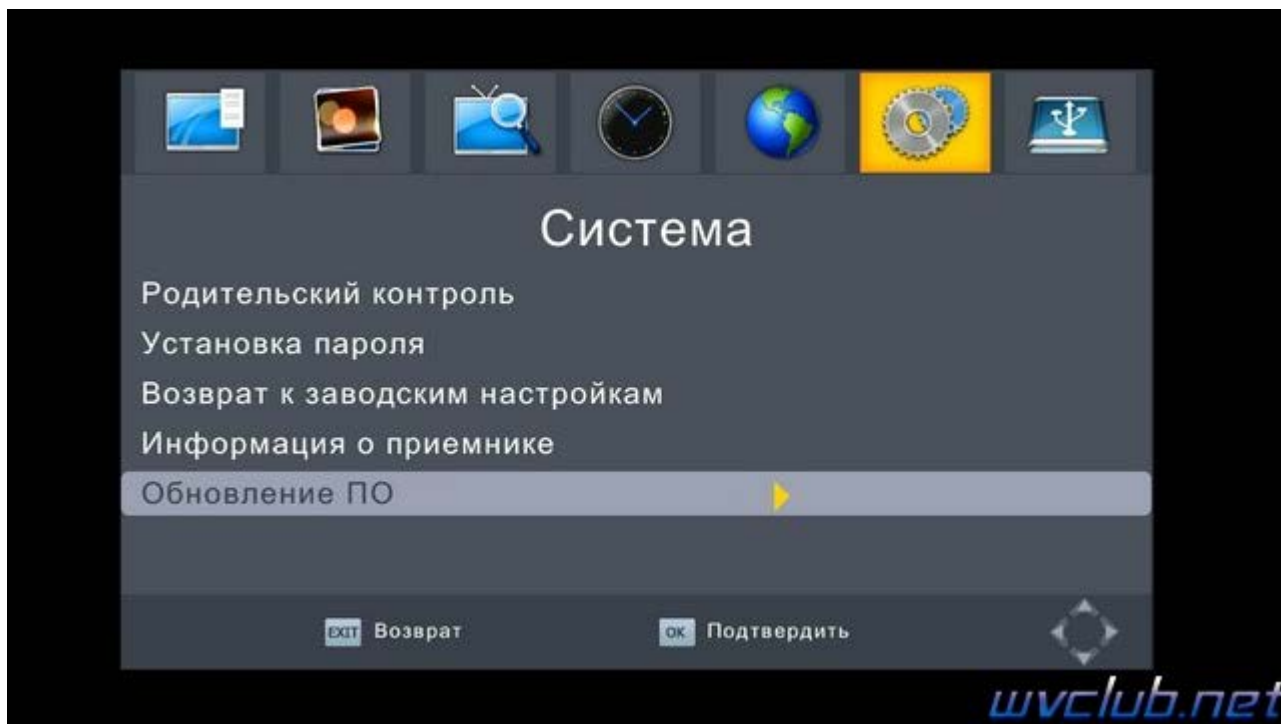 Система
Родительский контроль
Установка пароля
Возврат к заводским настройкам
Информация о приемнике
Обновление ПО
EXIT Возврат
OK Подтвердить
wvclub.net